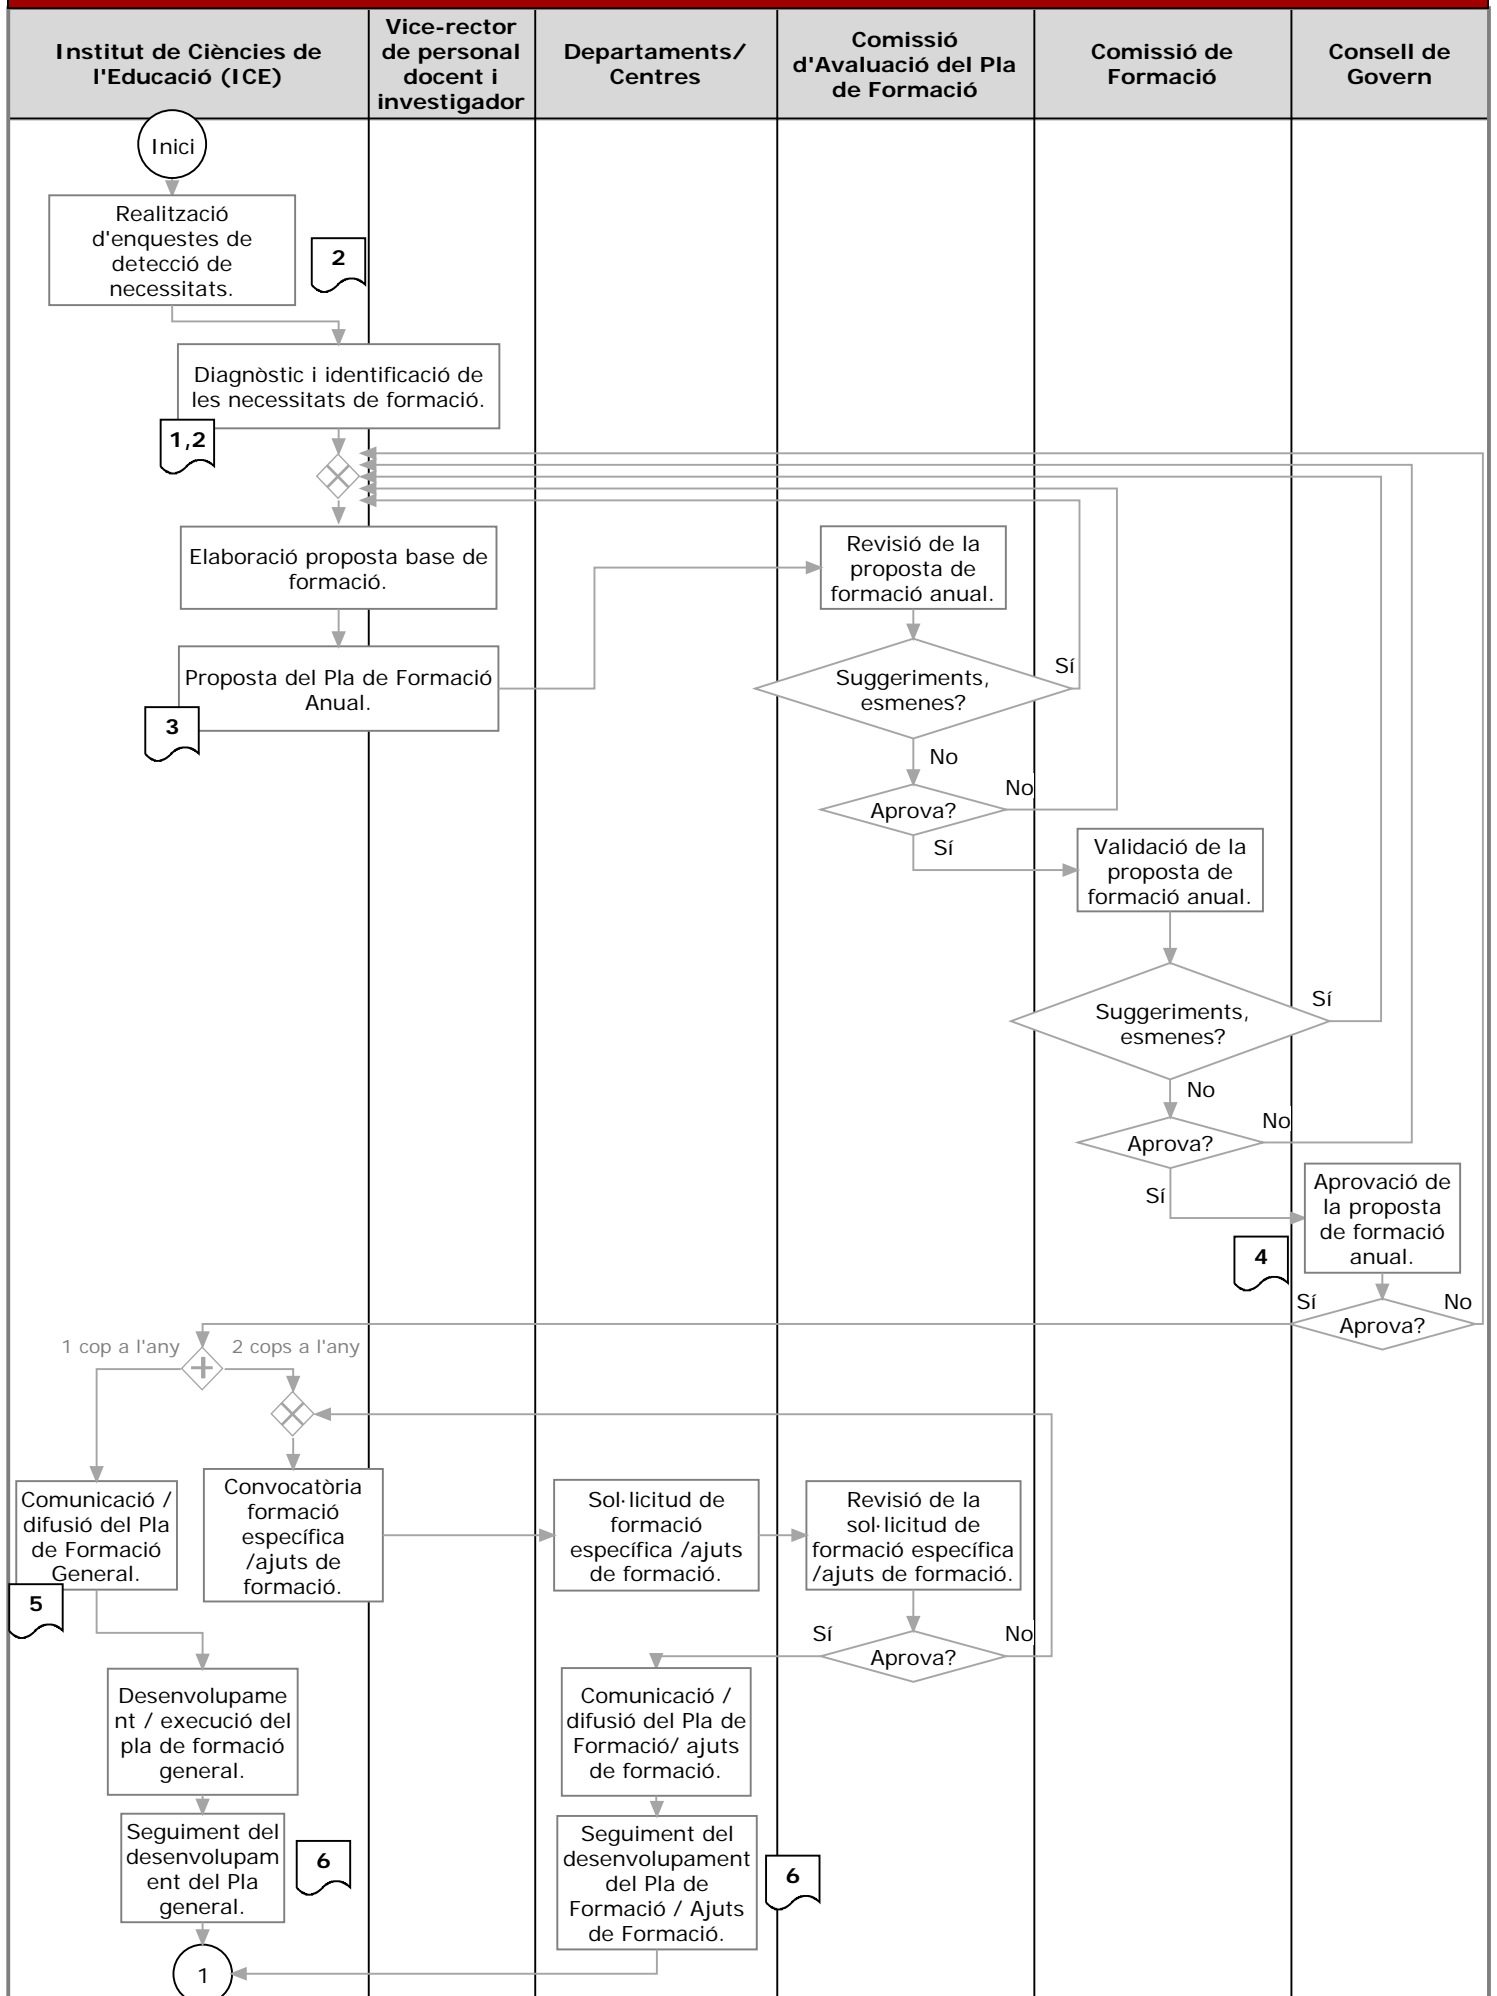 Institut de Ciències de
l'Educació (ICE)
Vice-rector
de personal
docent i
investigador
Departaments/
Centres
Comissió
d'Avaluació del Pla
de Formació
Comissió de
Formació
Consell de
Govern
Inici
Realització
d'enquestes de
detecció de
necessitats.
2
Diagnòstic i identificació de
les necessitats de formació.
1,2
Elaboració proposta base de
formació.
Revisió de la
proposta de
formació anual.
Proposta del Pla de Formació
Anual.
3
Suggeriments,
esmenes?
Sí
No
Aprova?
No
Sí
Validació de la
proposta de
formació anual.
Suggeriments,
esmenes?
Sí
No
Aprova?
No
Sí
Aprovació de
la proposta
de formació
anual.
4
Sí
Aprova?
No
1 cop a l'any
2 cops a l'any
Comunicació /
difusió del Pla
de Formació
General.
5
Convocatòria
formació
específica
/ajuts de
formació.
Sol·licitud de
formació
específica /ajuts
de formació.
Revisió de la
sol·licitud de
formació específica
/ajuts de formació.
Sí
Aprova?
No
Desenvolupame
nt / execució del
pla de formació
general.
Comunicació /
difusió del Pla de
Formació/ ajuts
de formació.
Seguiment del
desenvolupam
ent del Pla
general.
6
Seguiment del
desenvolupament
del Pla de
Formació / Ajuts
de Formació.
6
1